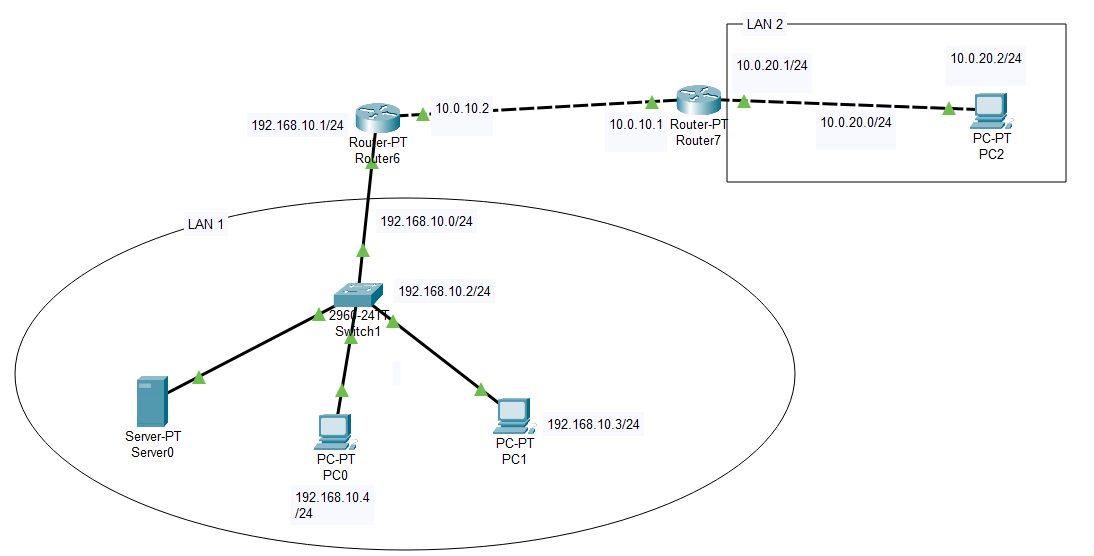 LAN 2
10.0.20.1/24
10.0.20.2/24
10.0.10.2
192.168.10.1/24
10.0.10.1
Router-PT
Router7
10.0.20.0/24
PC-PT
PC2
Router-PT
Router6
LAN 1
192.168.10.0/24
192.168.10.2/24
2960-24TT
Switch1
Server-PT
Server0
PC-PT
PC0
192.168.10.4
/24
PC-PT
PC1
192.168.10.3/24